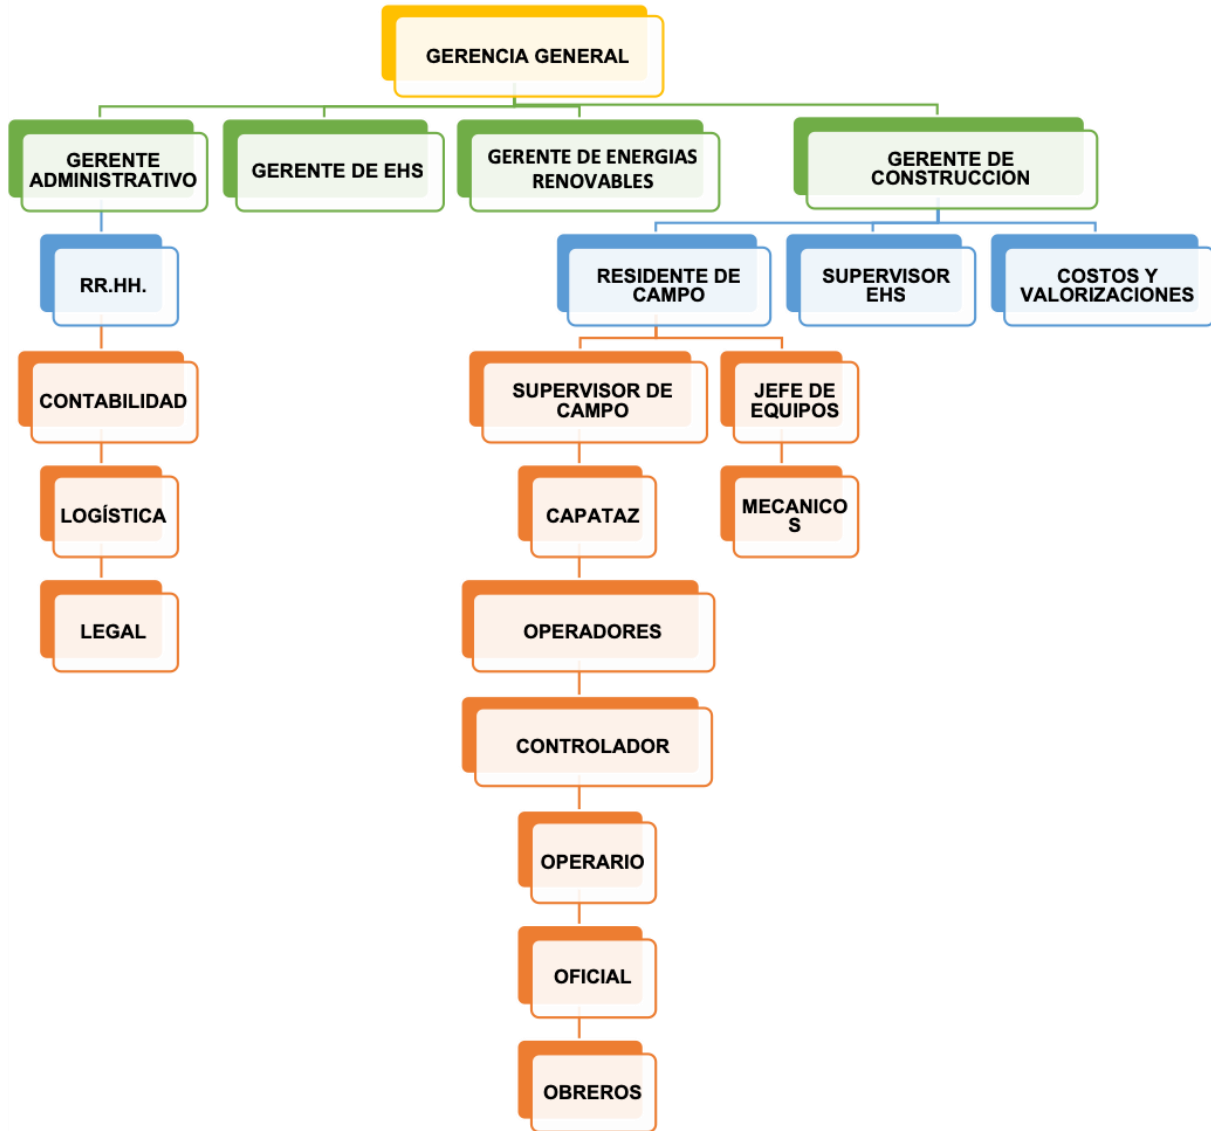 GERENCIA GENERAL
GERENTE
ADMINISTRATIVO
GERENTE DE EHS
GERENTE DE ENERGIAS
RENOVABLES
GERENTE DE
CONSTRUCCION
RR.HH.
RESIDENTE DE
CAMPO
SUPERVISOR
EHS
COSTOS Y
VALORIZACIONES
CONTABILIDAD
SUPERVISOR DE
CAMPO
JEFE DE
EQUIPOS
LOGÍSTICA
CAPATAZ
MECANICO
S
LEGAL
OPERADORES
CONTROLADOR
OPERARIO
OFICIAL
OBREROS